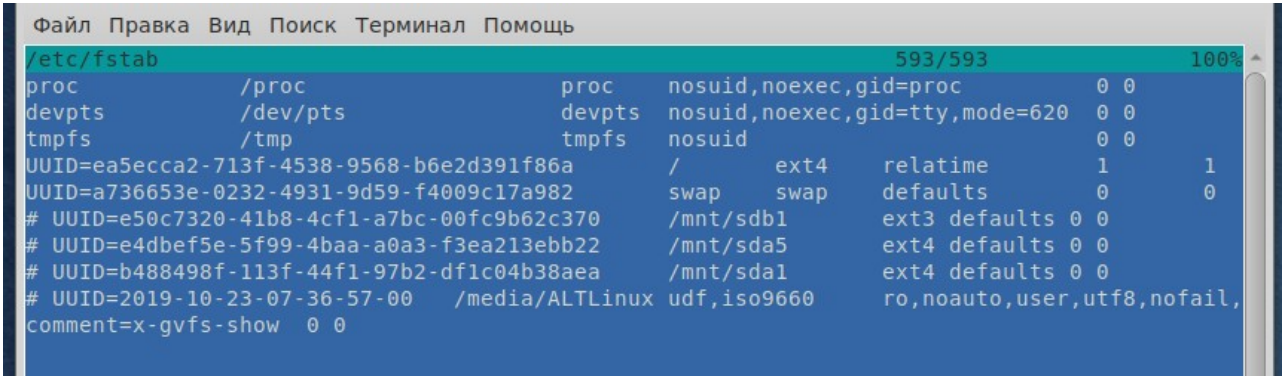 Файл Правка Вид Поиск Терминал Помощь
/etc/fstab 593/593 100%
proc /proc proc nosuid,noexec,gid=proc 0 0
devpts /dev/pts devpts nosuid,noexec,gid=tty,mode=620 0 0
tmpfs /tmp tmpfs nosuid 0 0
UUID=ea5ecca2-713f-4538-9568-b6e2d391f86a / ext4 relatime 1 1
UUID=a736653e-0232-4931-9d59-f4009c17a982 swap swap defaults 0 0
# UUID=e50c7320-41b8-4cf1-a7bc-00fc9b62c370 /mnt/sdb1 ext3 defaults 0 0
# UUID=e4dbef5e-5f99-4baa-a0a3-f3ea213ebb22 /mnt/sda5 ext4 defaults 0 0
# UUID=b488498f-113f-44f1-97b2-df1c04b38aea /mnt/sda1 ext4 defaults 0 0
# UUID=2019-10-23-07-36-57-00 /media/ALTLinux udf,iso9660 ro,noauto,user,utf8,nofail,
comment=x-gvfs-show 0 0